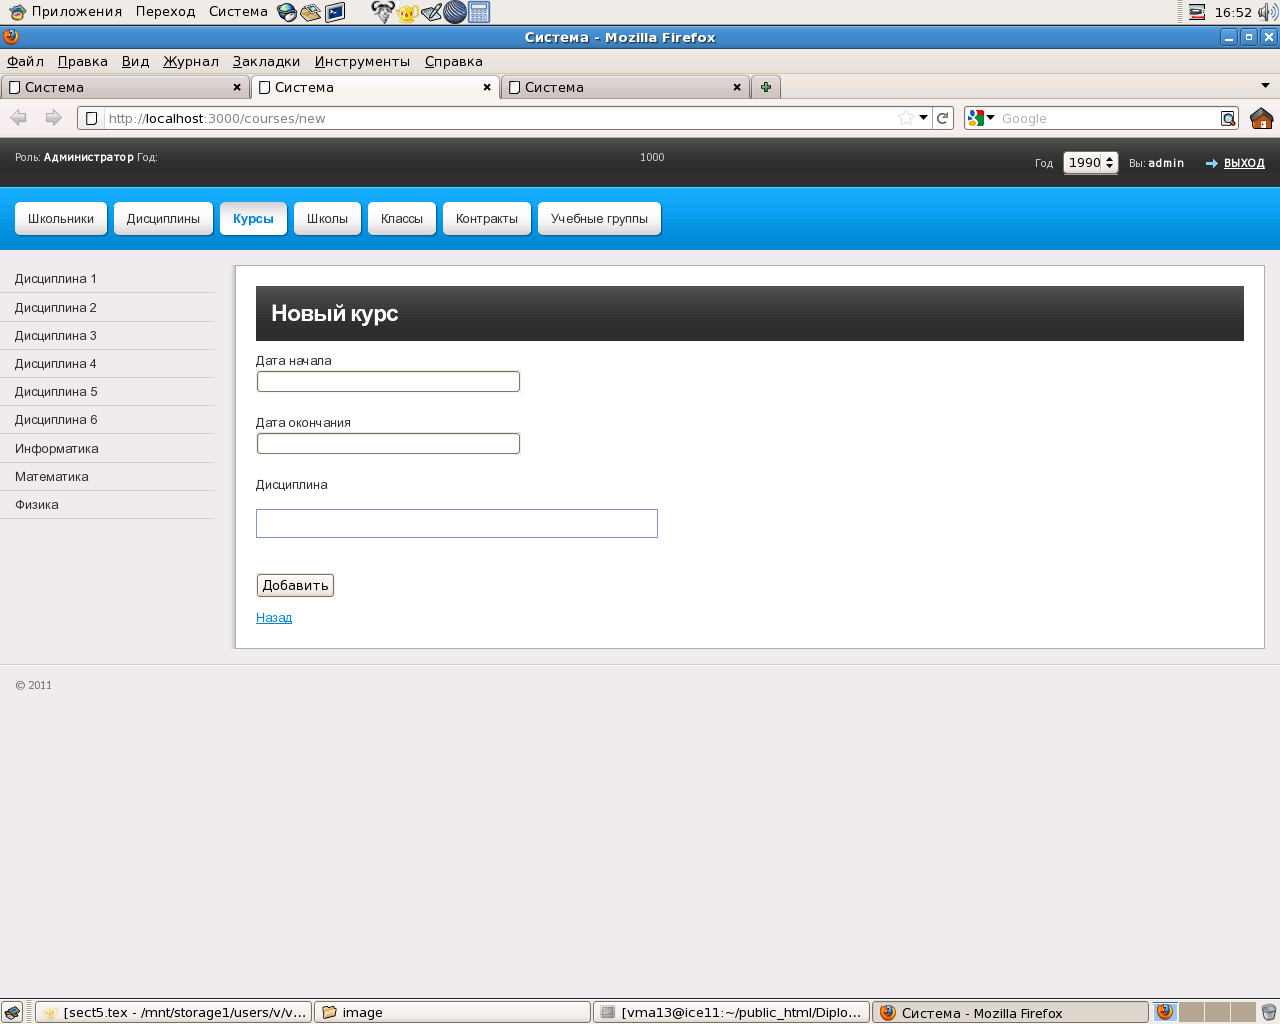 Приложения Переход Система 16:52
Система - Mozilla Firefox
Файл Правка Вид Журнал Закладки Инструменты Справка
Система Система Система
http://localhost:3000/courses/new Google
Роль: Администратор Год: 1000 Год 1990 Вы: admin ВЫХОД
Школьники Дисциплины Курсы Школы Классы Контракты Учебные группы
Дисциплина 1
Дисциплина 2
Дисциплина 3
Дисциплина 4
Дисциплина 5
Дисциплина 6
Информатика
Математика
Физика
Новый курс
Дата начала
Дата окончания
Дисциплина
Добавить
Назад
© 2011
[sect5.tex - /mnt/storage1/users/v/v... image [vma13@ice11:~/public_html/Diplo... Система - Mozilla Firefox